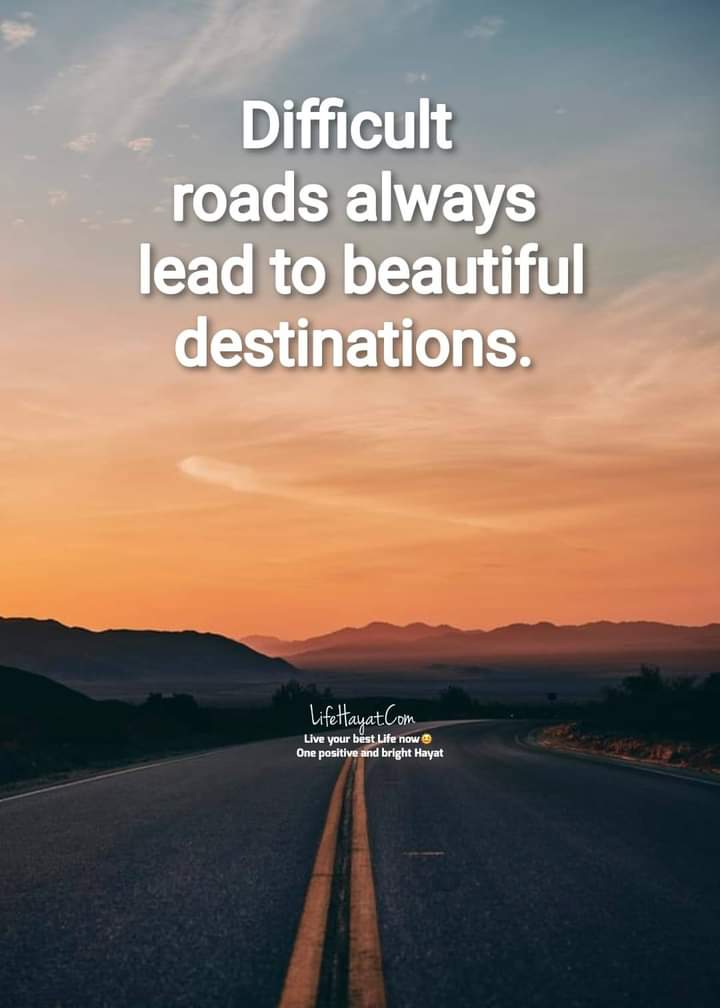 Difficult
roads always
lead to beautiful
destinations.
LifeHayat.Com
Live your best Life now😃
One positive and bright Hayat